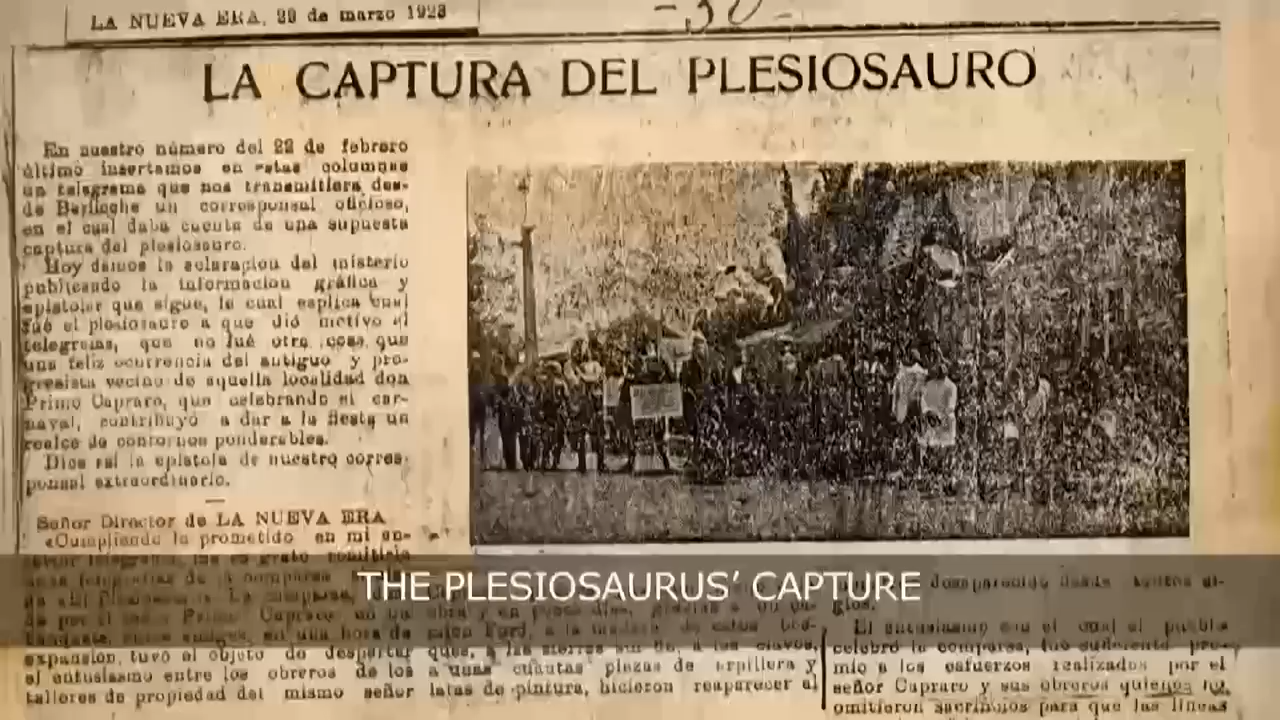 LA NUEVA ERA, 29 de marzo 1923
-30-
LA CAPTURA DEL PLESIOSAURO
En nuestro número del 22 de febrero
último insertamos en estas columnas
un telegrama que nos transmitiera des-
de Bariloche un corresponsal oficioso,
en el cual daba cuenta de una supuesta
captura del plesiosauro.
Hoy damos la aclaración del misterio
publicando la información gráfica y
epistolar que sigue, la cual esplica cual
fué el plesiosauro a que dió motivo el
telegrama, que no fué otra cosa que
una feliz ocurrencia del antiguo y pro-
gresista vecino de aquella localidad don
Primo Capraro, que celebrando el car-
naval, contribuyó a dar a la fiesta un
realce de contornos ponderables.
Dice así la epístola de nuestro corres-
ponsal extraordinario.
Señor Director de LA NUEVA ERA
«Cumpliendo lo prometido en mi an-
THE PLESIOSAURUS' CAPTURE
expansión, tuvo al objeto de despertar
el entusiasmo entre los obreros de los
talleres de propiedad del mismo señor
ques, a las sierras sin fin, a los clavos,
a unas cuantas piezas de arpillera y
latas de pintura, hicieron reaparecer al
desaparecido desde
glos.
El entusiasmo con el cual el pueblo
celebró la comparsa, fue suficiente pre-
mio a los esfuerzos realizados por el
señor Capraro y sus obreros quienes no
omitieron sacrificios para que las líneas